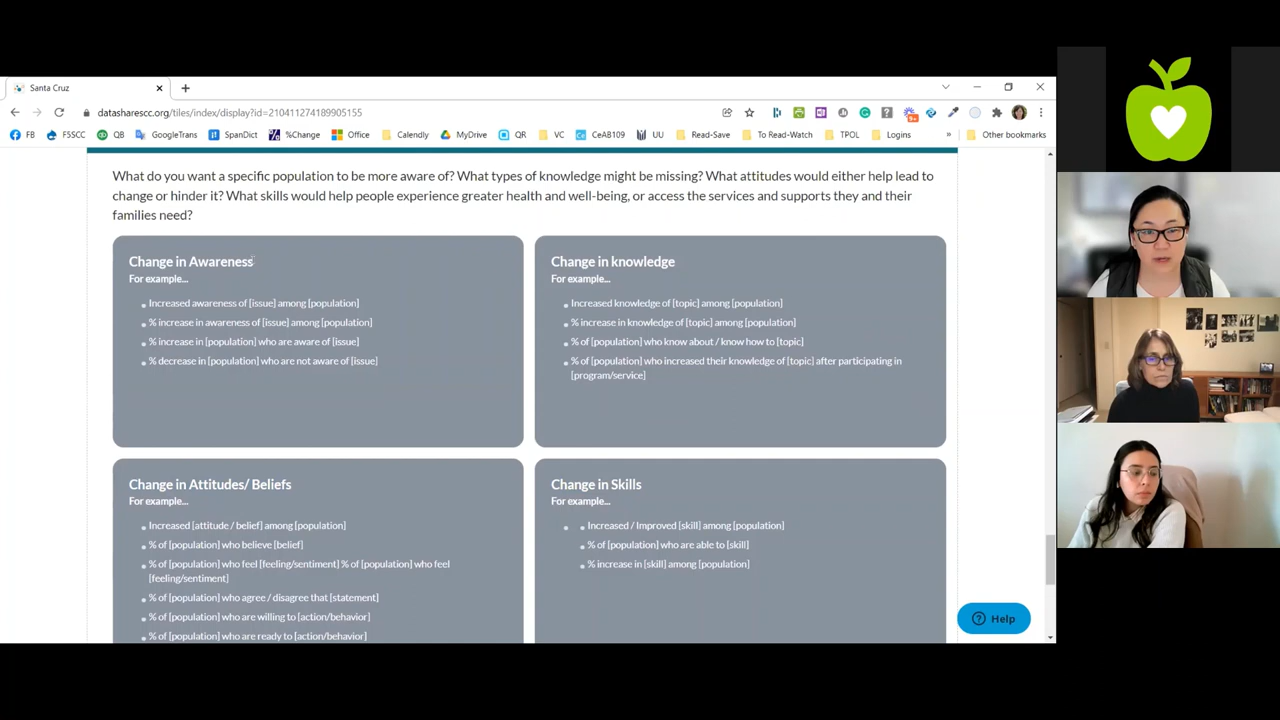 Santa Cruz
datasharescc.org/tiles/index/display?id=210411274189905155
FB
FSSCC
QB
GoogleTrans
SpanDict
%Change
Office
Calendly
MyDrive
QR
VC
CeAB109
UU
Read-Save
To Read-Watch
TPOL
Logins
»
Other bookmarks
What do you want a specific population to be more aware of? What types of knowledge might be missing? What attitudes would either help lead to
change or hinder it? What skills would help people experience greater health and well-being, or access the services and supports they and their
families need?
Change in Awareness
For example...
Increased awareness of [issue] among [population]
% increase in awareness of [issue] among [population]
% increase in [population] who are aware of [issue]
% decrease in [population] who are not aware of [issue]
Change in knowledge
For example...
Increased knowledge of [topic] among [population]
% increase in knowledge of [topic] among [population]
% of [population] who know about / know how to [topic]
% of [population] who increased their knowledge of [topic] after participating in
[program/service]
Change in Attitudes/ Beliefs
For example...
Increased [attitude / belief] among [population]
% of [population] who believe [belief]
% of [population] who feel [feeling/sentiment] % of [population] who feel
[feeling/sentiment]
% of [population] who agree / disagree that [statement]
% of [population] who are willing to [action/behavior]
% of [population] who are ready to [action/behavior]
Change in Skills
For example...
Increased / Improved [skill] among [population]
% of [population] who are able to [skill]
% increase in [skill] among [population]
Help